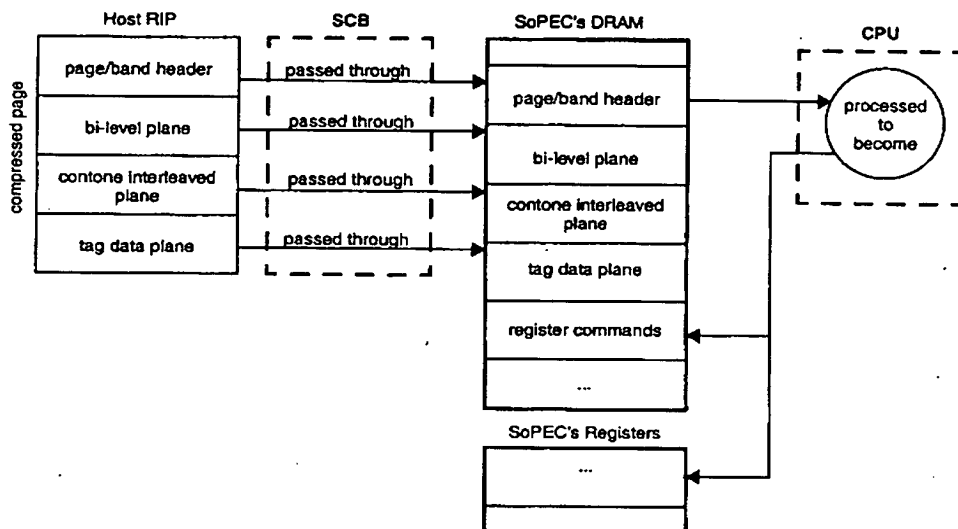 Host RIP
SCB
SoPEC's DRAM
CPU
compressed page
page/band header
bi-level plane
contone interleaved
plane
tag data plane
passed through
passed through
passed through
passed through
page/band header
bi-level plane
contone interleaved
plane
tag data plane
register commands
...
processed
to
become
SoPEC's Registers
...